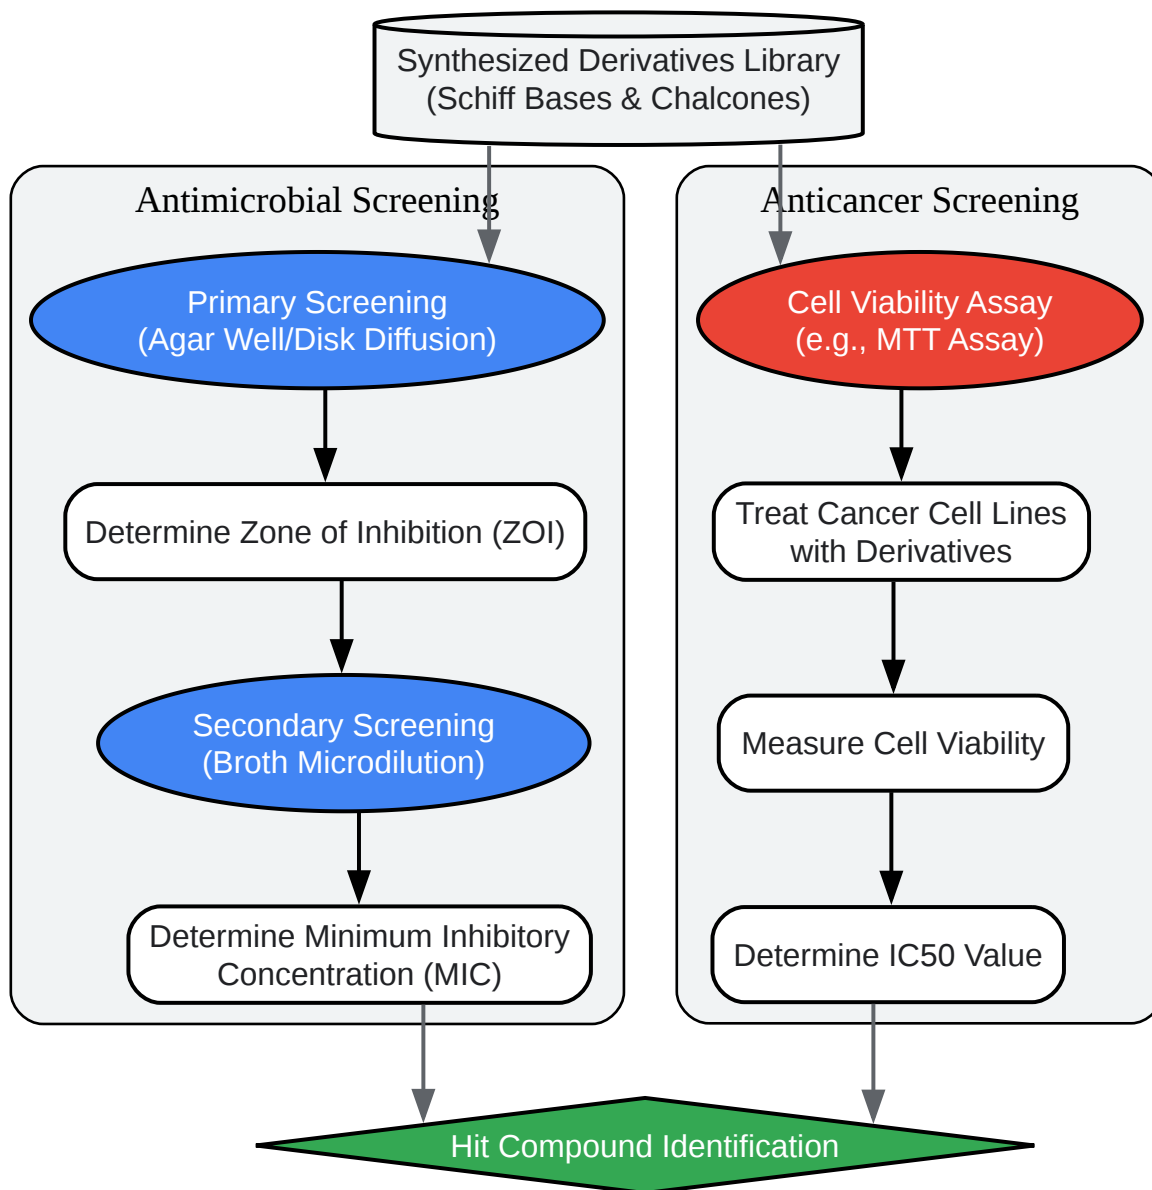 Synthesized Derivatives Library
(Schiff Bases & Chalcones)
Antimicrobial Screening
Primary Screening
(Agar Well/Disk Diffusion)
Determine Zone of Inhibition (ZOI)
Secondary Screening
(Broth Microdilution)
Determine Minimum Inhibitory
Concentration (MIC)
Anticancer Screening
Cell Viability Assay
(e.g., MTT Assay)
Treat Cancer Cell Lines
with Derivatives
Measure Cell Viability
Determine IC50 Value
Hit Compound Identification